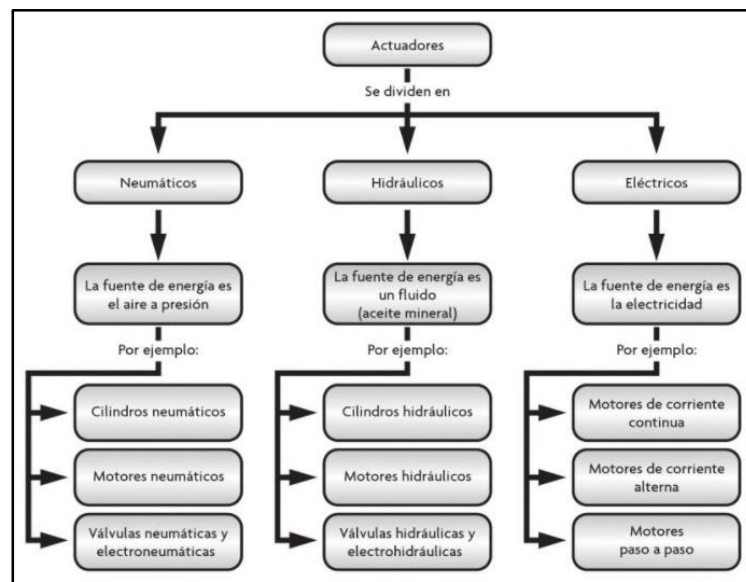 Actuadores
Se dividen en
Neumáticos
Hidráulicos
Eléctricos
La fuente de energía es
el aire a presión
La fuente de energía es
un fluido
(aceite mineral)
La fuente de energía es
la electricidad
Por ejemplo:
Por ejemplo:
Por ejemplo:
Cilindros neumáticos
Cilindros hidráulicos
Motores de corriente
continua
Motores neumáticos
Motores hidráulicos
Motores de corriente
alterna
Válvulas neumáticas y
electroneumáticas
Válvulas hidráulicas y
electrohidráulicas
Motores
paso a paso